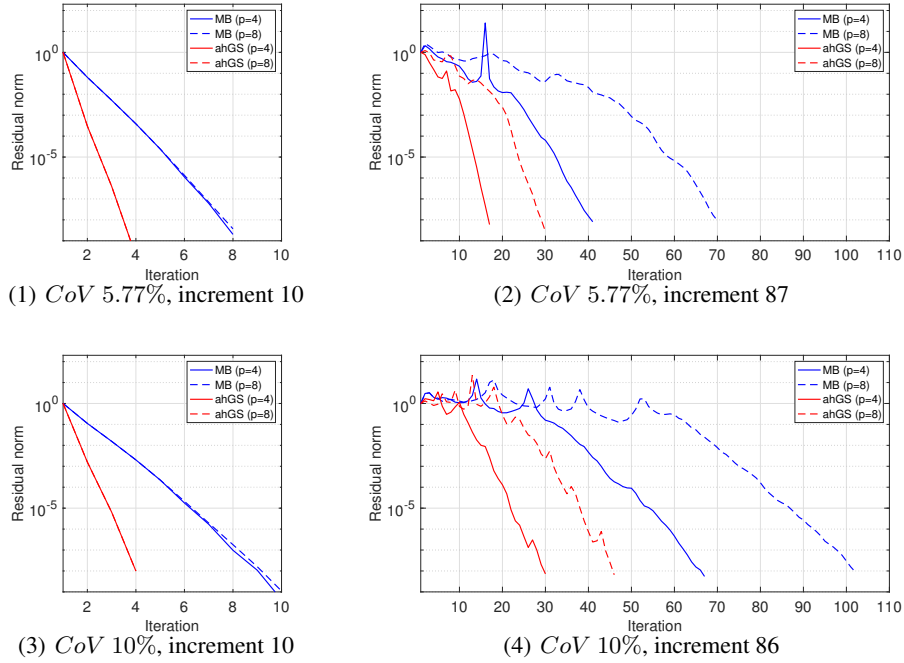 MB (p=4)
MB (p=8)
ahGS (p=4)
ahGS (p=8)
Residual norm
10^0
10^-5
2 4 6 8 10
Iteration
(1) CoV 5.77%, increment 10
MB (p=4)
MB (p=8)
ahGS (p=4)
ahGS (p=8)
Residual norm
10^0
10^-5
10 20 30 40 50 60 70 80 90 100 110
Iteration
(2) CoV 5.77%, increment 87
MB (p=4)
MB (p=8)
ahGS (p=4)
ahGS (p=8)
Residual norm
10^0
10^-5
2 4 6 8 10
Iteration
(3) CoV 10%, increment 10
MB (p=4)
MB (p=8)
ahGS (p=4)
ahGS (p=8)
Residual norm
10^0
10^-5
10 20 30 40 50 60 70 80 90 100 110
Iteration
(4) CoV 10%, increment 86